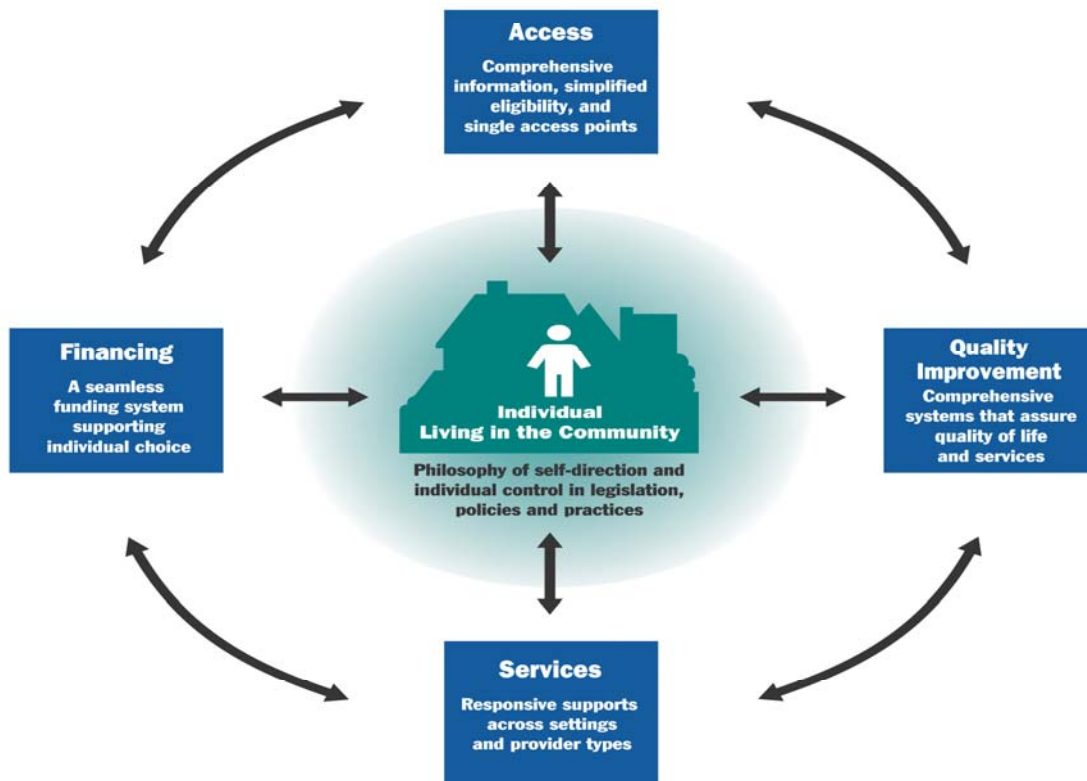 Access
Comprehensive
information, simplified
eligibility, and
single access points
Financing
A seamless
funding system
supporting
individual choice
Individual
Living in the Community
Philosophy of self-direction and
individual control in legislation,
policies and practices
Quality
Improvement
Comprehensive
systems that assure
quality of life
and services
Services
Responsive supports
across settings
and provider types